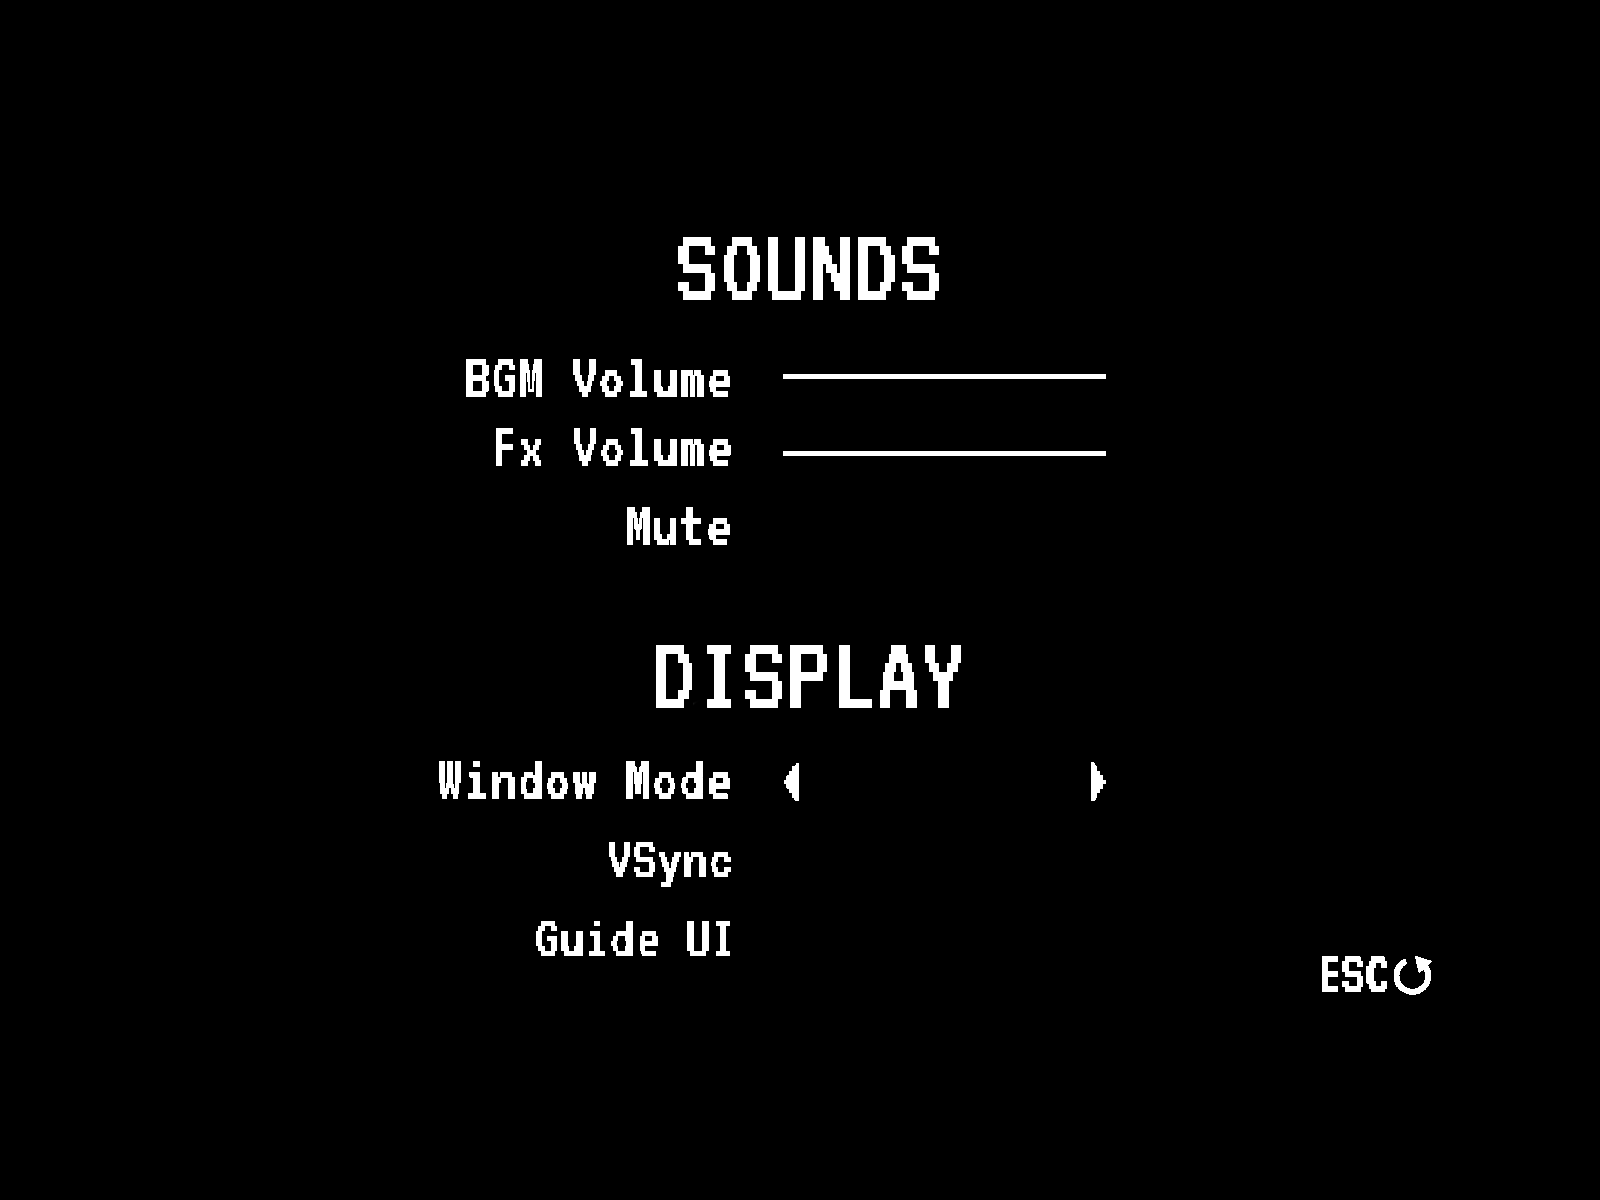 SOUNDS
BGM Volume
Fx Volume
Mute
DISPLAY
Window Mode
VSync
Guide UI
ESC